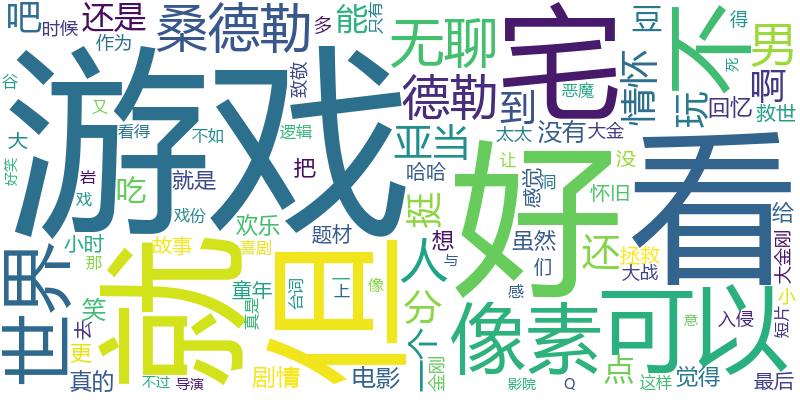 吧
时候
还是
作为
桑德勒
多
能
只有
无聊
宅
豆
不
得
男
谷
游戏
又
看得
不如
逻辑
致敬
德勒
到
恶魔
情怀
玩
死
啊
回忆
救世
大
好笑
岩
戏
吃
就是
戏份
把
亚当
哈哈
太太
没有
大金
让
洞
没
感觉
怀旧
好
看
给
小时
那
故事
欢乐
喜剧
题材
挺
想
与
虽然
们
还
拯救
大战
大金刚
世界
笑
去
更
真的
就
童年
真是
但
台词
一上
像
人
分
个
金刚
感
像素
可以
意
小
短片
入侵
不过
导演
剧情
电影
影院
Q
点
这样
觉得
最后